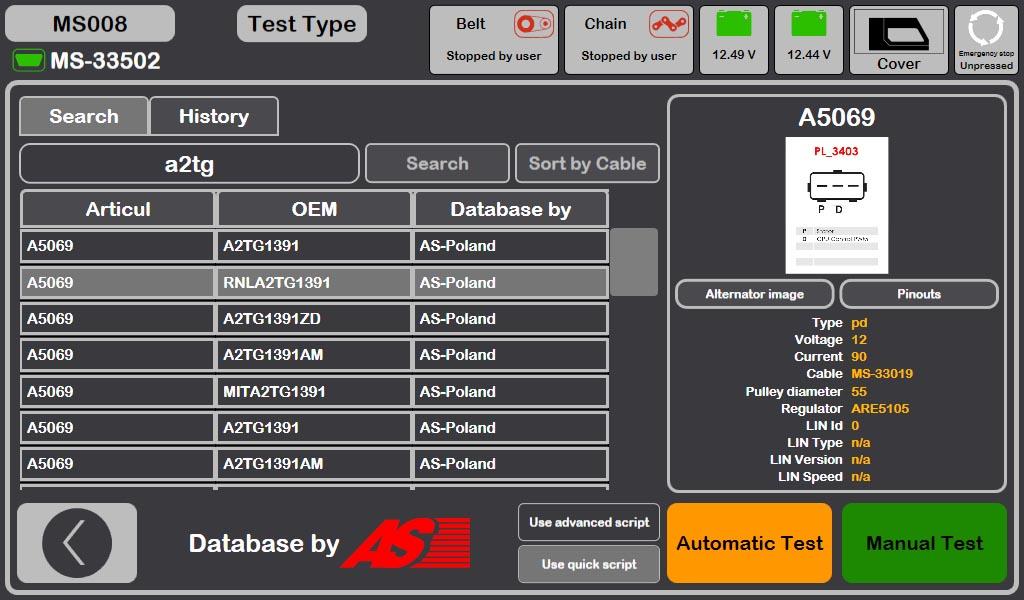 MS008
Test Type
MS-33502
Belt
Stopped by user
Chain
Stopped by user
12.49 V
12.44 V
Cover
Emergency stop
Unpressed
Search
History
a2tg
Search
Sort by Cable
Articul OEM Database by
A5069 A2TG1391 AS-Poland
A5069 RNLA2TG1391 AS-Poland
A5069 A2TG1391ZD AS-Poland
A5069 A2TG1391AM AS-Poland
A5069 MITA2TG1391 AS-Poland
A5069 A2TG1391 AS-Poland
A5069 A2TG1391AM AS-Poland
A5069
PL_3403
P D
P Stator
D
Alternator image
Pinouts
Type pd
Voltage 12
Current 90
Cable MS-33019
Pulley diameter 55
Regulator ARE5105
LIN Id 0
LIN Type n/a
LIN Version n/a
LIN Speed n/a
Database by AS
Use advanced script
Use quick script
Automatic Test
Manual Test